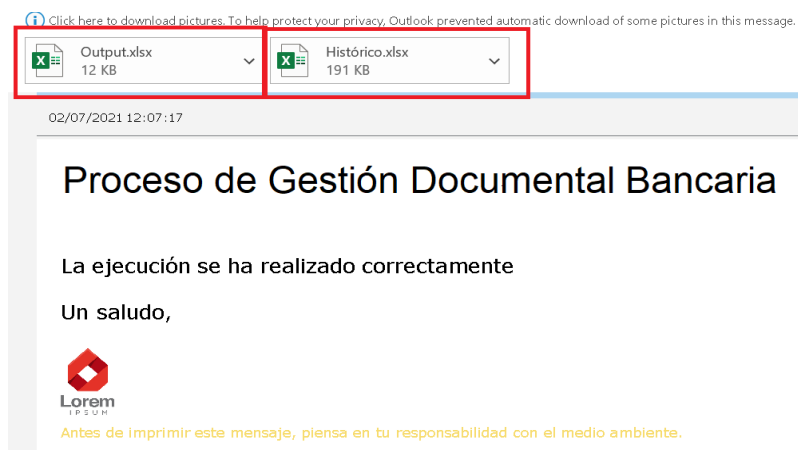 Click here to download pictures. To help protect your privacy, Outlook prevented automatic download of some pictures in this message.
Output.xlsx Histórico.xlsx
12 KB 191 KB
02/07/2021 12:07:17
Proceso de Gestión Documental Bancaria
La ejecución se ha realizado correctamente
Un saludo,
Lorem
IPSUM
Antes de imprimir este mensaje, piensa en tu responsabilidad con el medio ambiente.